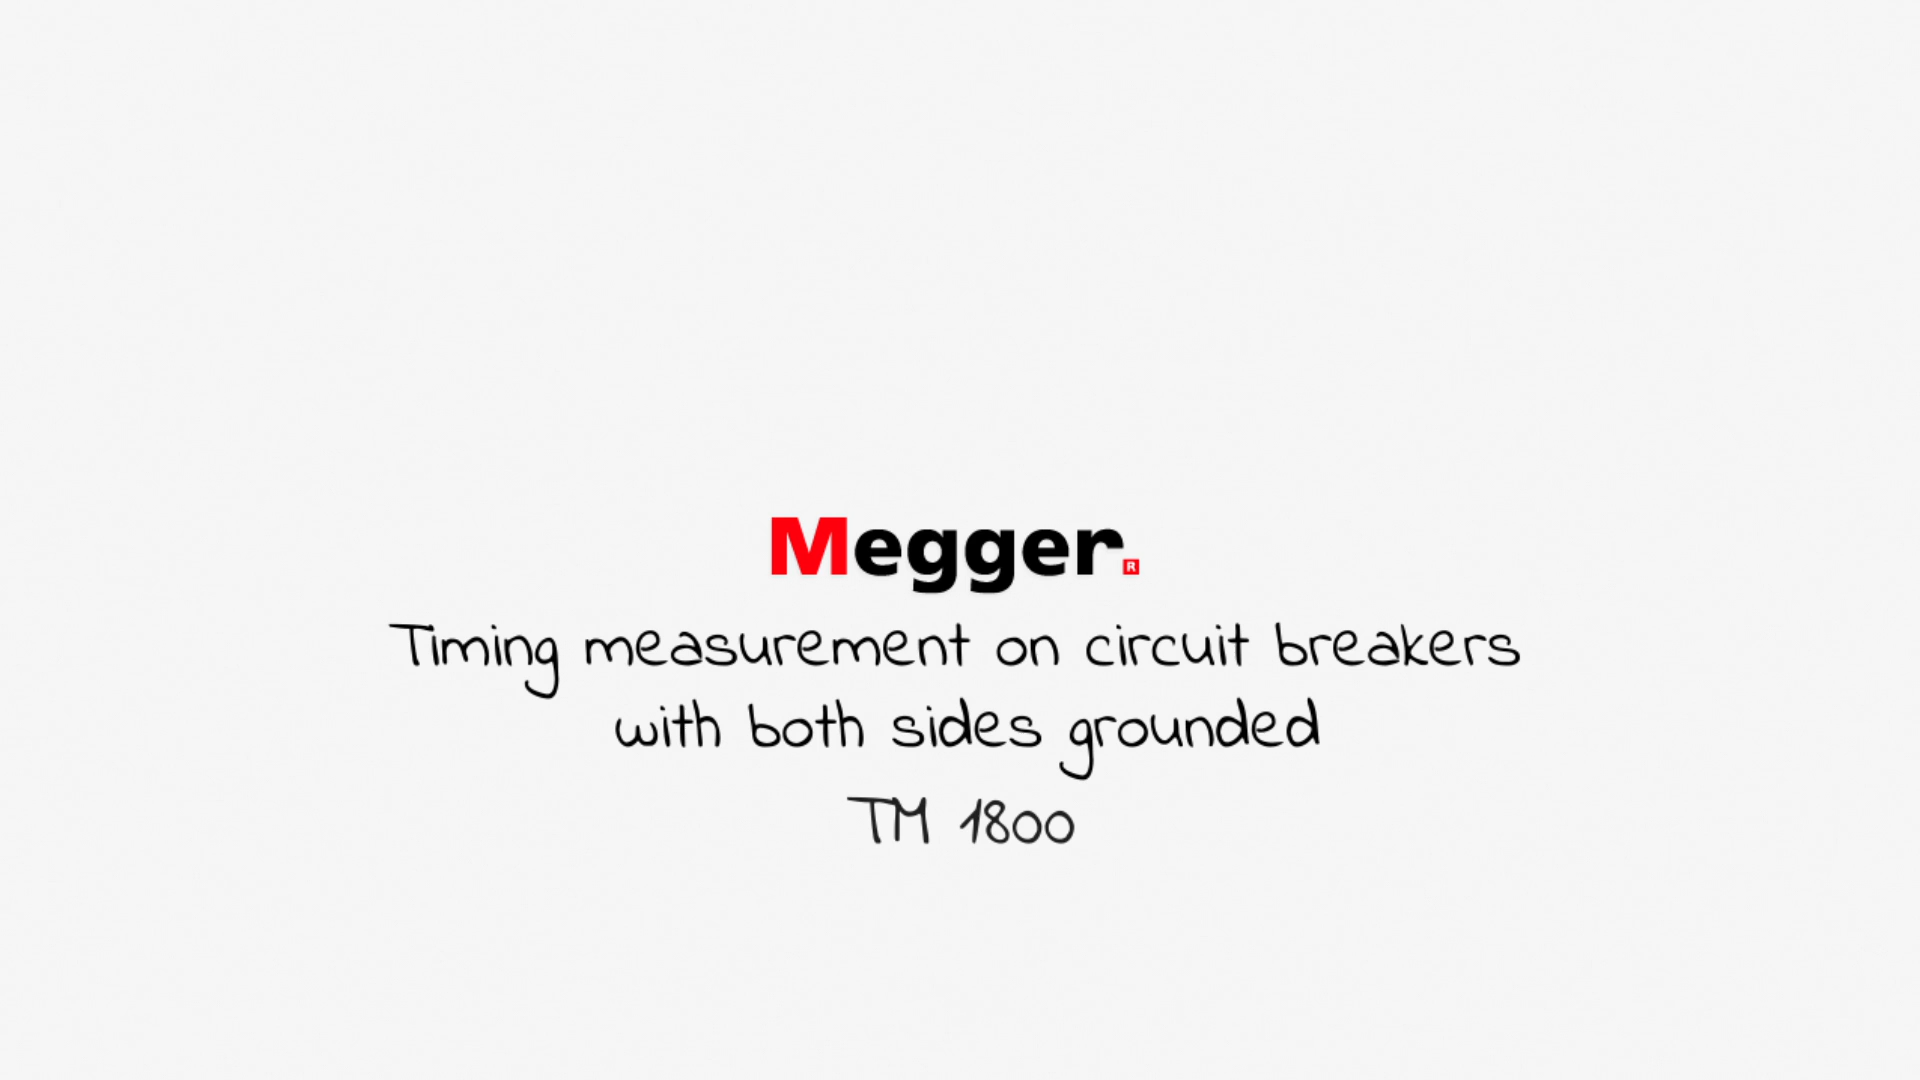 Megger®
Timing measurement on circuit breakers
with both sides grounded
TM 1800